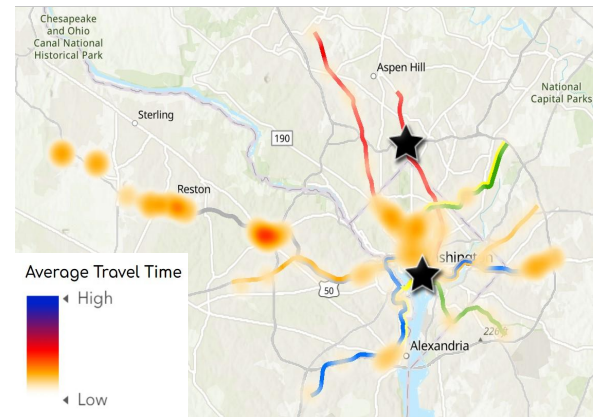 Chesapeake
and Ohio
Canal National
Historical Park
Aspen Hill
National
Capital Parks
Sterling
190
Reston
shington
Average Travel Time
High
50
Low
Alexandria